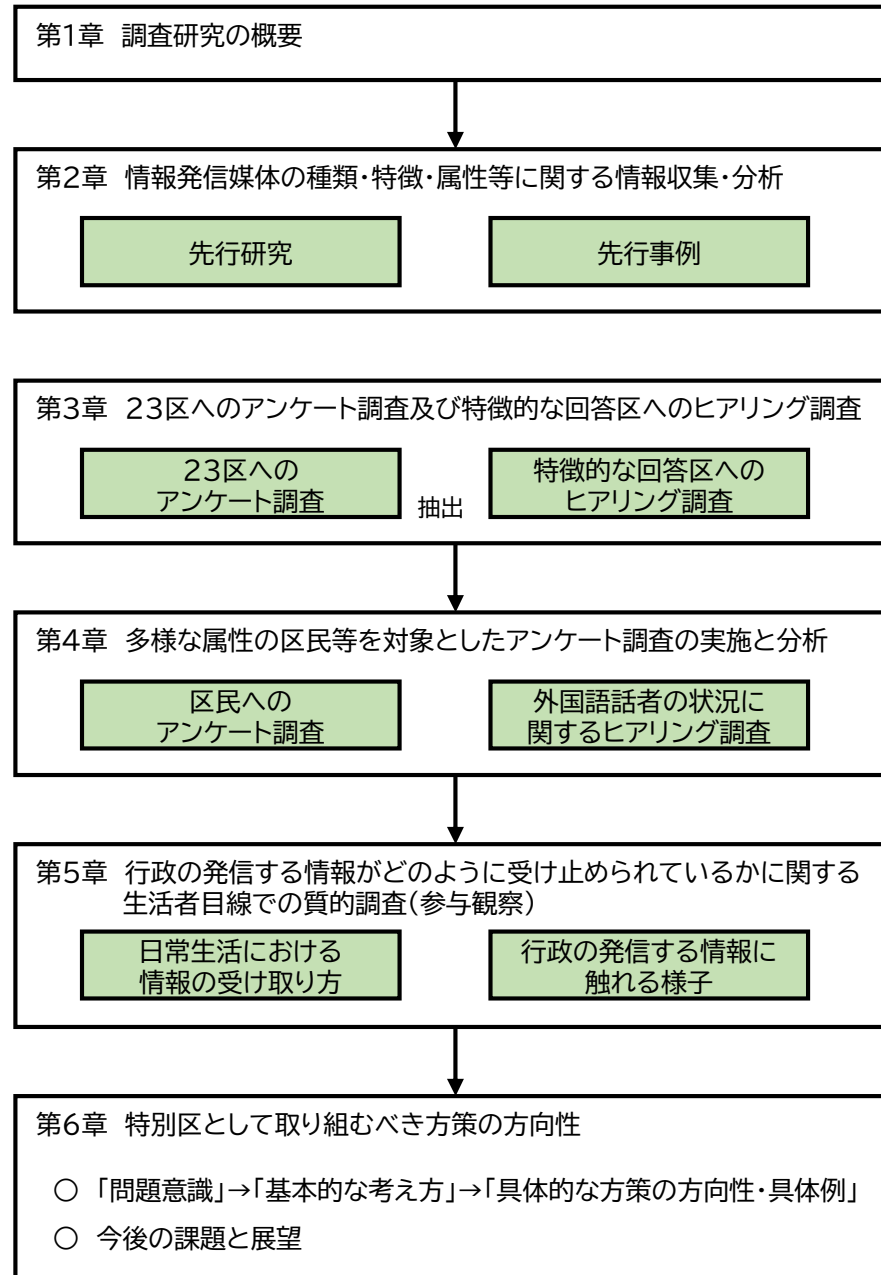 第1章 調査研究の概要
第2章 情報発信媒体の種類・特徴・属性等に関する情報収集・分析
先行研究
先行事例
第3章 23区へのアンケート調査及び特徴的な回答区へのヒアリング調査
23区への
アンケート調査
抽出
特徴的な回答区への
ヒアリング調査
第4章 多様な属性の区民等を対象としたアンケート調査の実施と分析
区民への
アンケート調査
外国語話者の状況に
関するヒアリング調査
第5章 行政の発信する情報がどのように受け止められているかに関する
生活者目線での質的調査(参与観察)
日常生活における
情報の受け取り方
行政の発信する情報に
触れる様子
第6章 特別区として取り組むべき方策の方向性
○ 「問題意識」→「基本的な考え方」→「具体的な方策の方向性・具体例」
○ 今後の課題と展望